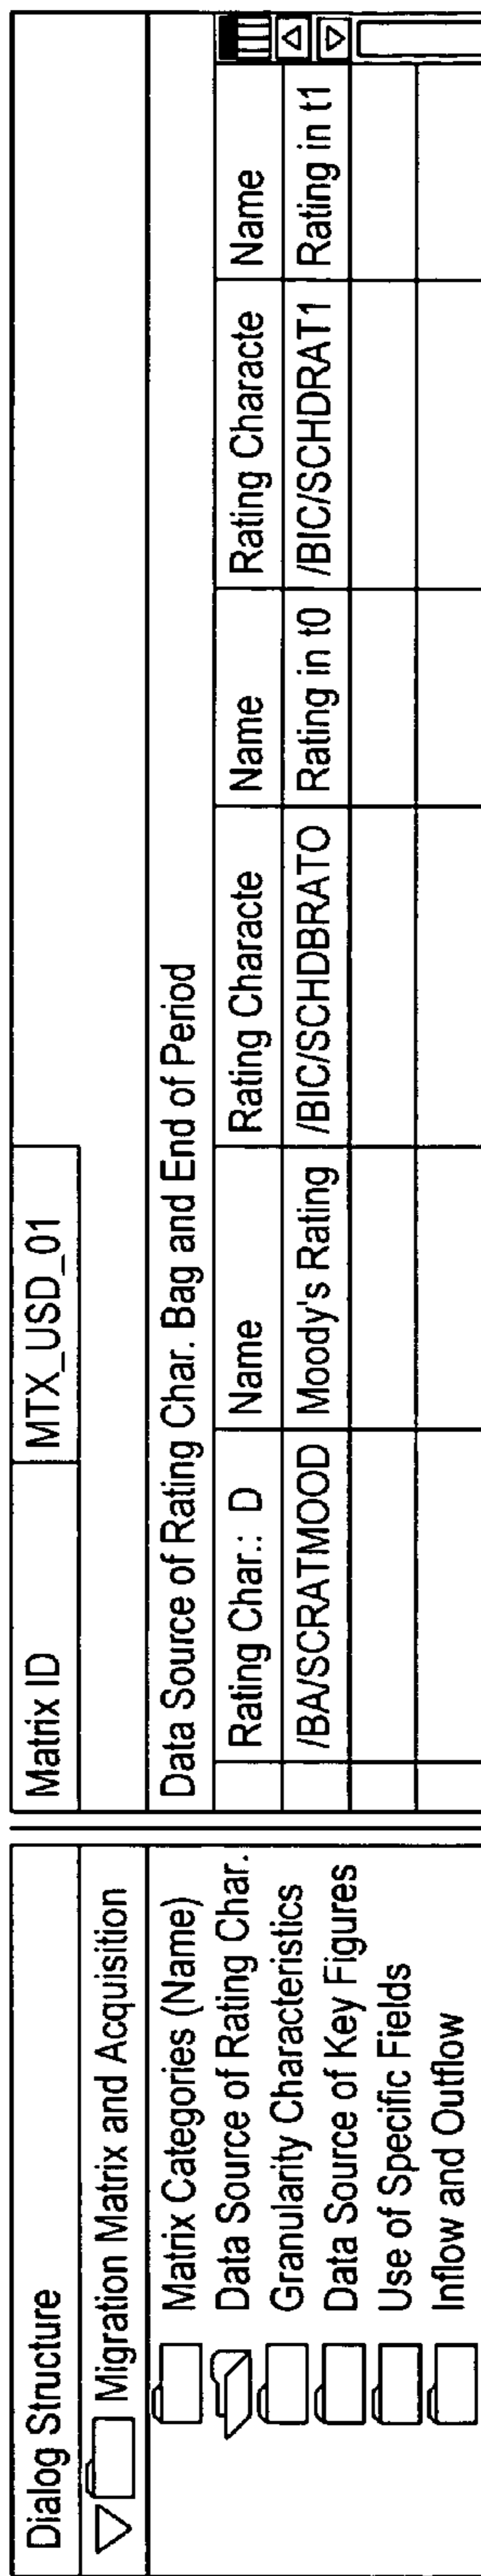 Dialog Structure
Migration Matrix and Acquisition
Matrix Categories (Name)
Data Source of Rating Char.
Granularity Characteristics
Data Source of Key Figures
Use of Specific Fields
Inflow and Outflow
Matrix ID MTX_USD_01
Data Source of Rating Char. Bag and End of Period
Rating Char.: D Name Rating Characte Name Rating Characte Name
/BA/SCRATMOOD Moody's Rating /BIC/SCHDBRATO Rating in t0 /BIC/SCHDRAT1 Rating in t1